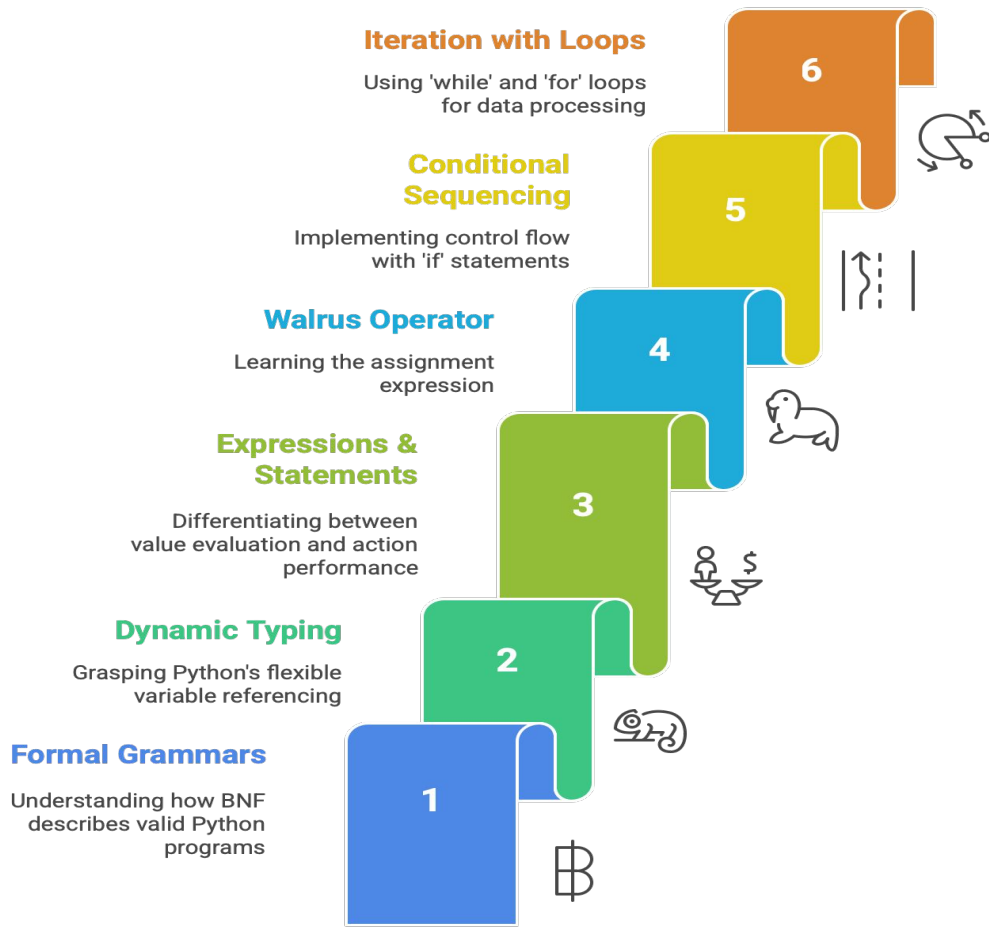 Iteration with Loops
Using 'while' and 'for' loops
for data processing
6
Conditional
Sequencing
Implementing control flow
with 'if' statements
5
Walrus Operator
Learning the assignment
expression
4
Expressions &
Statements
Differentiating between
value evaluation and action
performance
3
$
Dynamic Typing
Grasping Python's flexible
variable referencing
2
Formal Grammars
Understanding how BNF
describes valid Python
programs
1